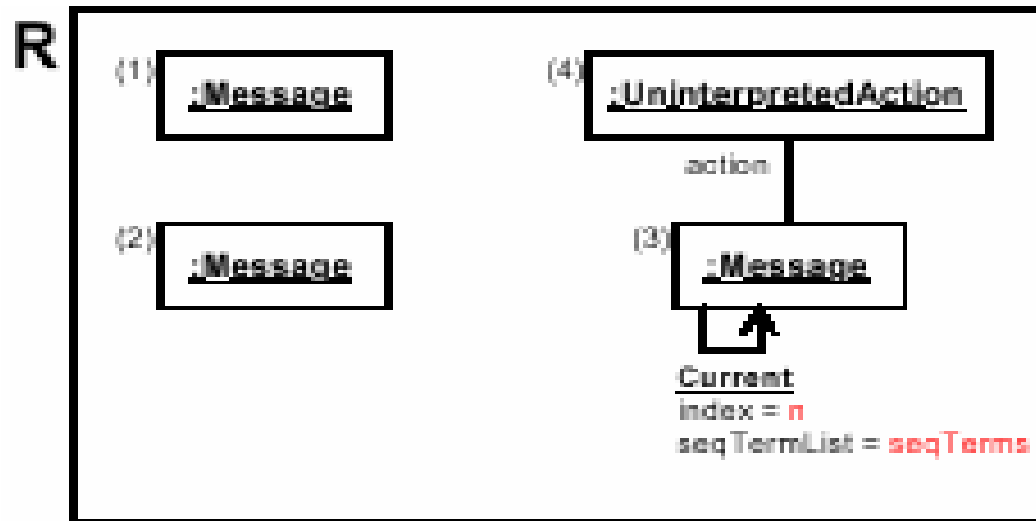 R
(1)
:Message
(4)
:UninterpretedAction
action
(2)
:Message
(3)
:Message
Current
index = n
seqTermList = seqTerms